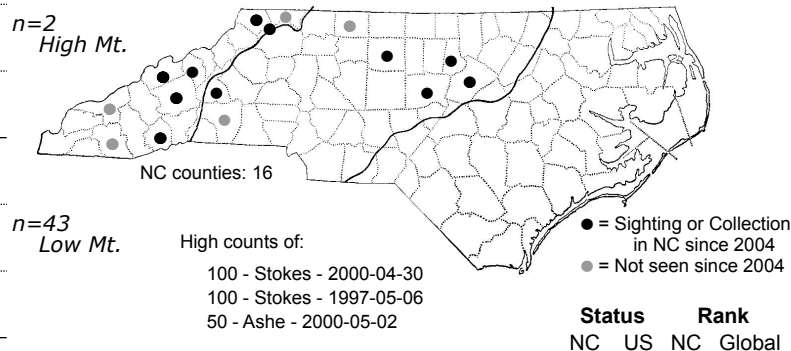 n=2
High Mt.
NC counties: 16
n=43
Low Mt.
High counts of:
100 - Stokes - 2000-04-30
100 - Stokes - 1997-05-06
50 - Ashe - 2000-05-02
● = Sighting or Collection
in NC since 2004
● = Not seen since 2004
Status Rank
NC US NC Global